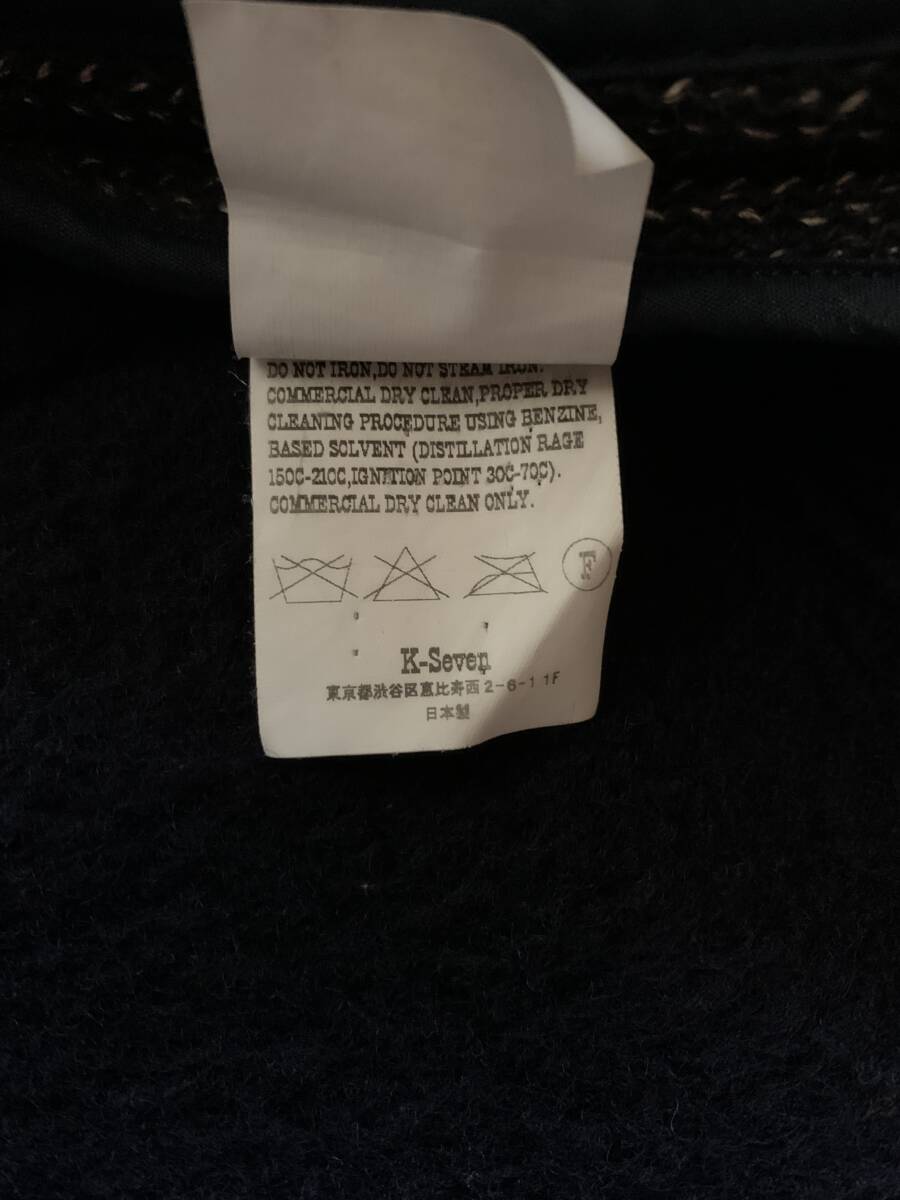 DO NOT IRON,DO NOT STEAM IRON.
COMMERCIAL DRY CLEAN,PROPER DRY
CLEANING PROCEDURE USING BENZINE,
BASED SOLVENT (DISTILLATION RAGE
150C-210C,IGNITION POINT 30C-70C).
COMMERCIAL DRY CLEAN ONLY.
F
K-Seven
東京都渋谷区恵比寿西2-6-1 1F
日本製